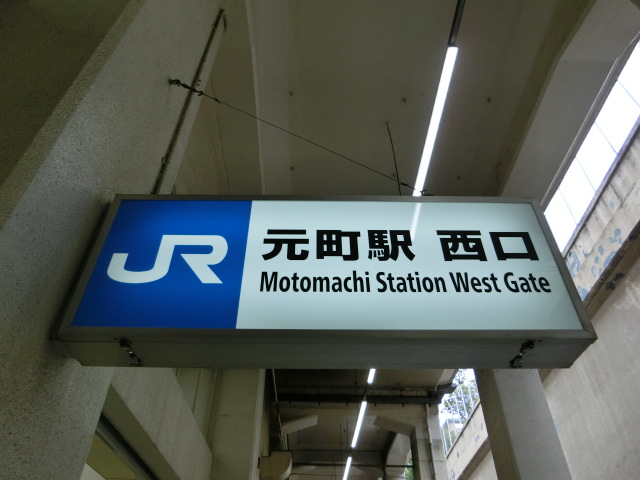 JR
元町駅 西口
Motomachi Station West Gate